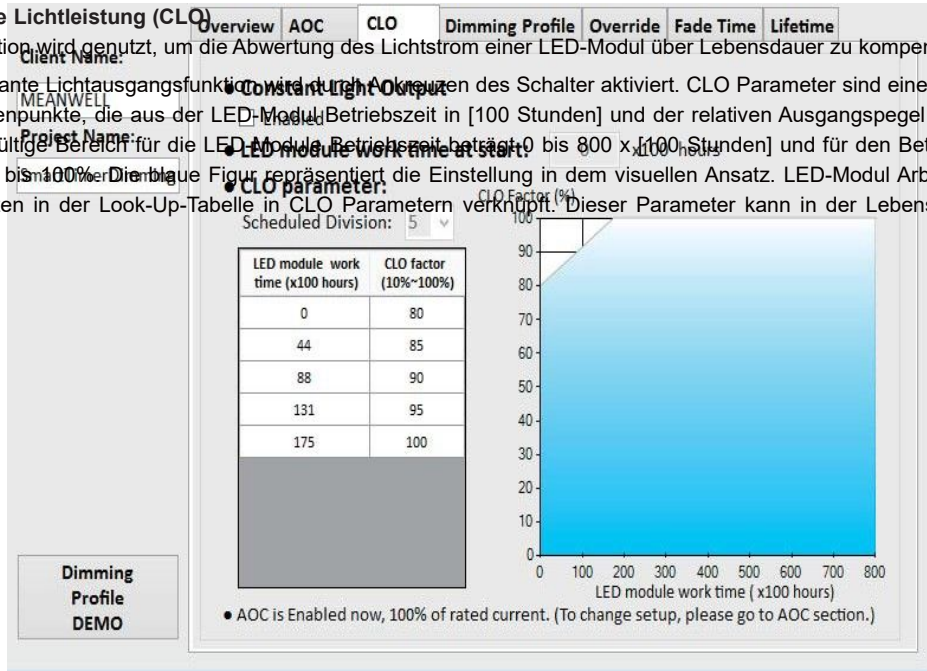 e Lichtleistung (CLO)
Overview AOC CLO Dimming Profile Override Fade Time Lifetime
tion wird genutzt, um die Abwertung des Lichtstrom einer LED-Modul über Lebensdauer zu komper
Client Name:
ante Lichtausgangsfunktion wird durch Ankreuzen des Schalter aktiviert. CLO Parameter sind eine
● Constant Light Output
MEANWELL
enpunkte, die aus der LED-Modul Betriebszeit in [100 Stunden] und der relativen Ausgangspegel
Enabled
Project Name:
ültige Bereich für die LED-Module Betriebszeit beträgt 0 bis 800 x [100 Stunden] und für den Bet
● LED module work time at start: x100 hours
bis 100%. Die blaue Figur repräsentiert die Einstellung in dem visuellen Ansatz. LED-Modul Arb
Smart Timer Dimming
● CLO parameter:
en in der Look-Up-Tabelle in CLO Parametern verknüpft. Dieser Parameter kann in der Lebens
CLO Factor (%)
Scheduled Division: 5
LED module work time (x100 hours) CLO factor (10%~100%)
0 80
44 85
88 90
131 95
175 100
100
90
80
70
60
50
40
30
20
10
0
0 100 200 300 400 500 600 700 800
LED module work time ( x100 hours)
Dimming
Profile
DEMO
● AOC is Enabled now, 100% of rated current. (To change setup, please go to AOC section.)